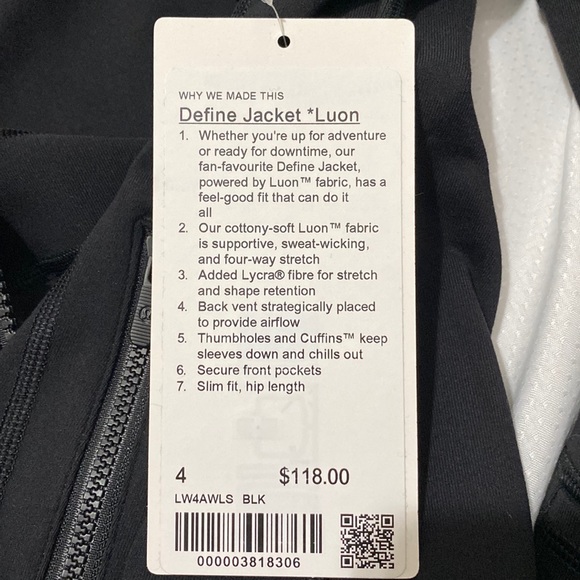 WHY WE MADE THIS
Define Jacket *Luon
1. Whether you're up for adventure
or ready for downtime, our
fan-favourite Define Jacket,
powered by Luon™ fabric, has a
feel-good fit that can do it
all
2. Our cottony-soft Luon™ fabric
is supportive, sweat-wicking,
and four-way stretch
3. Added Lycra® fibre for stretch
and shape retention
4. Back vent strategically placed
to provide airflow
5. Thumbholes and Cuffins™ keep
sleeves down and chills out
6. Secure front pockets
7. Slim fit, hip length
4 $118.00
LW4AWLS BLK
000003818306